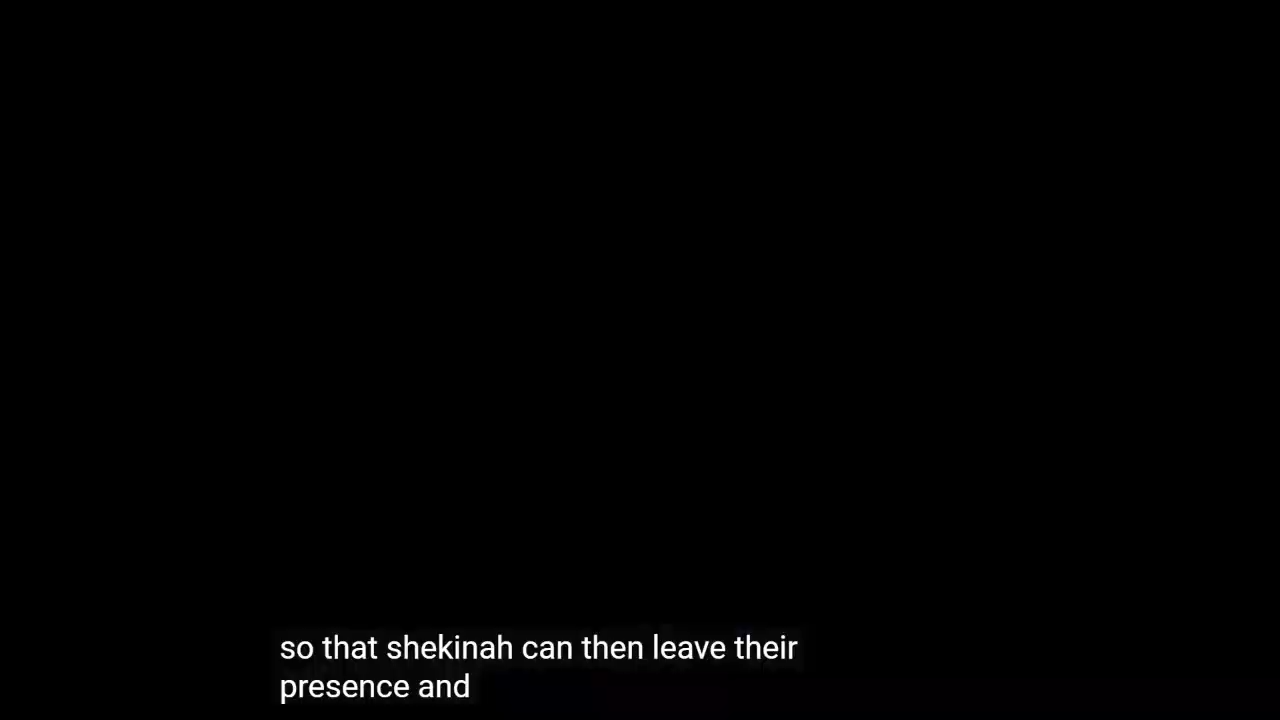 so that shekinah can then leave their
presence and